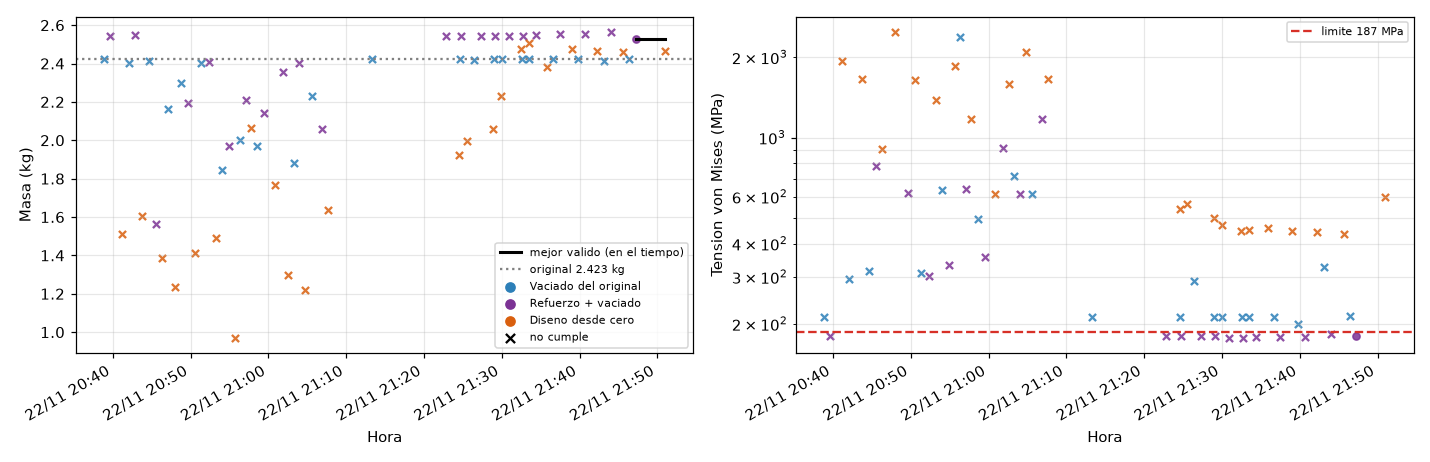 2.6
2.4
2.2
2.0
1.8
1.6
1.4
1.2
1.0
Masa (kg)
mejor valido (en el tiempo)
original 2.423 kg
Vaciado del original
Refuerzo + vaciado
Diseno desde cero
no cumple
22/11 20:40
22/11 20:50
22/11 21:00
22/11 21:10
22/11 21:20
22/11 21:30
22/11 21:40
22/11 21:50
Hora
limite 187 MPa
2 × 10³
10³
6 × 10²
4 × 10²
3 × 10²
2 × 10²
Tension von Mises (MPa)
22/11 20:40
22/11 20:50
22/11 21:00
22/11 21:10
22/11 21:20
22/11 21:30
22/11 21:40
22/11 21:50
Hora